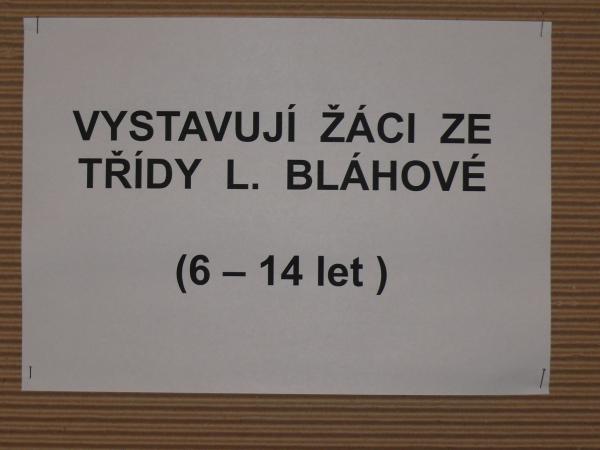 VYSTAVUJÍ ŽÁCI ZE
TŘÍDY L. BLÁHOVÉ
(6 – 14 let )